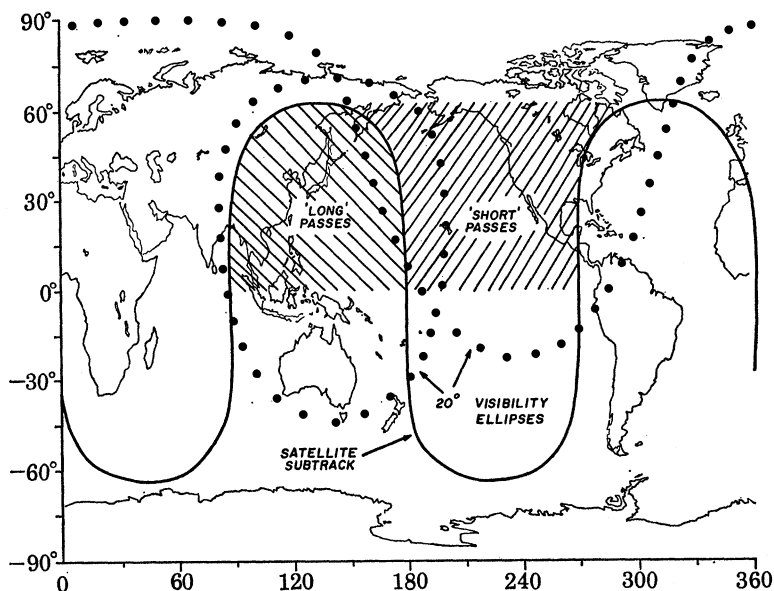 90°
60°
30°
0°
−30°
−60°
−90°
'LONG'
PASSES
'SHORT'
PASSES
20°
VISIBILITY
ELLIPSES
SATELLITE
SUBTRACK
0
60
120
180
240
300
360